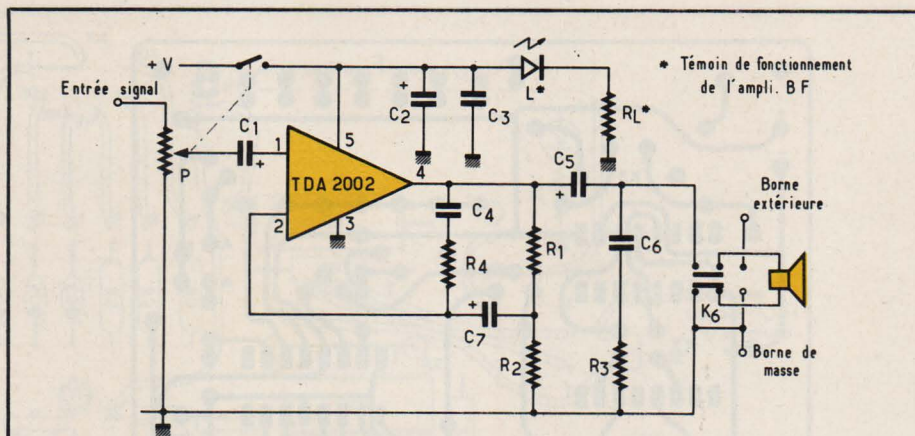 + V
Entrée signal
P
C1
+
1
2
TDA 2002
5
3
4
+
C2
C3
L*
RL*
* Témoin de fonctionnement
de l'ampli. B F
C4
R4
+
C7
R1
R2
C5
+
C6
R3
K6
Borne
extérieure
Borne de
masse